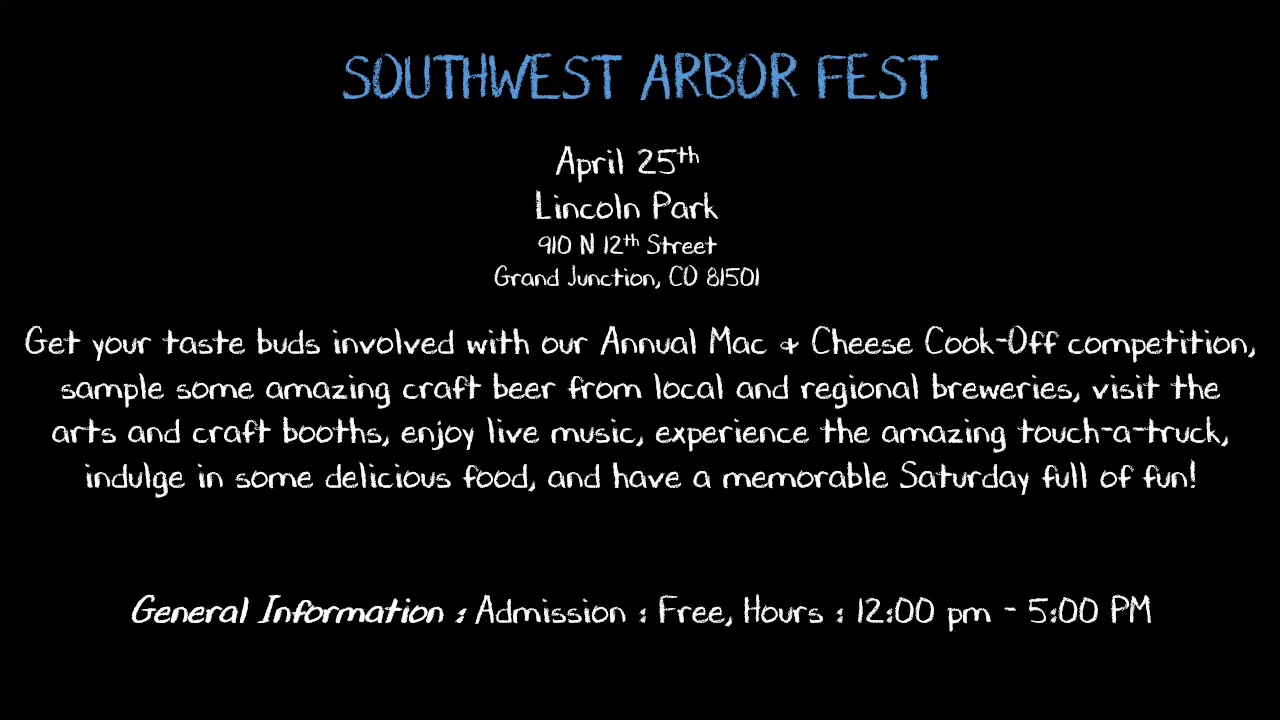 SOUTHWEST ARBOR FEST
April 25th
Lincoln Park
910 N 12th Street
Grand Junction, CO 81501
Get your taste buds involved with our Annual Mac & Cheese Cook-Off competition,
sample some amazing craft beer from local and regional breweries, visit the
arts and craft booths, enjoy live music, experience the amazing touch-a-truck,
indulge in some delicious food, and have a memorable Saturday full of fun!
General Information : Admission : Free, Hours : 12:00 pm - 5:00 PM